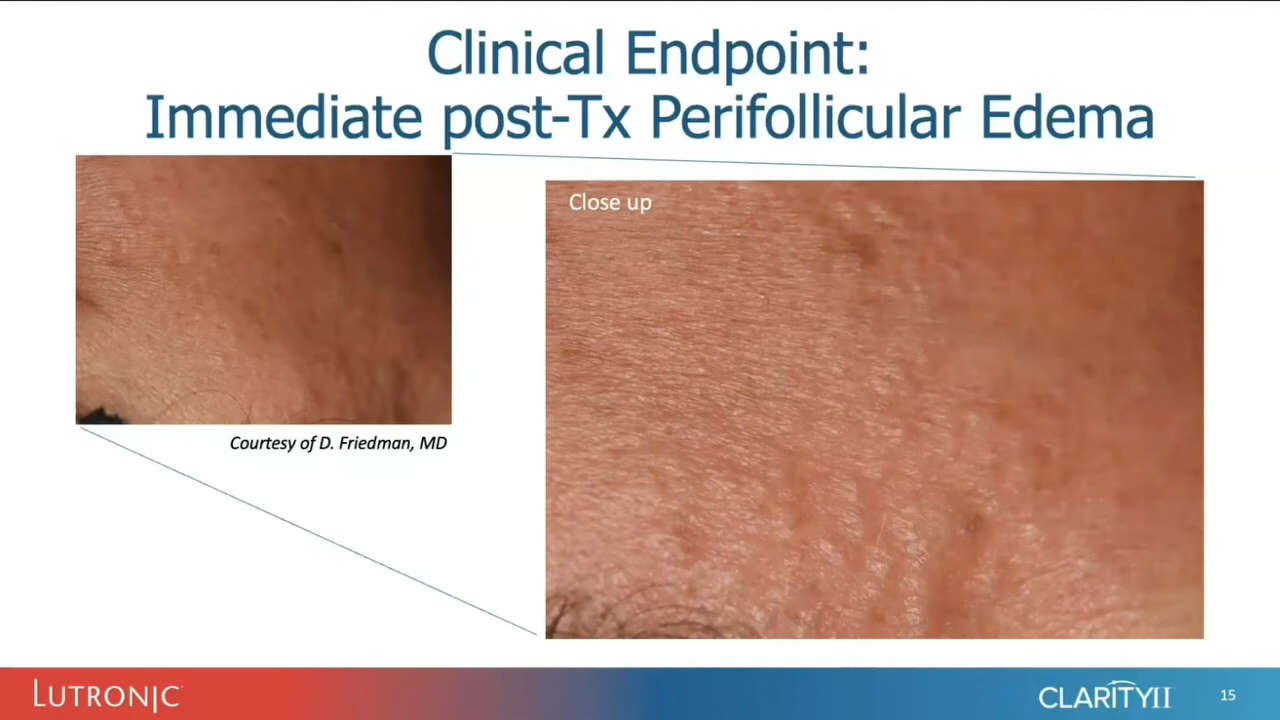 Clinical Endpoint:
Immediate post-Tx Perifollicular Edema
Close up
Courtesy of D. Friedman, MD
LUTRONIC
CLARITYII
15